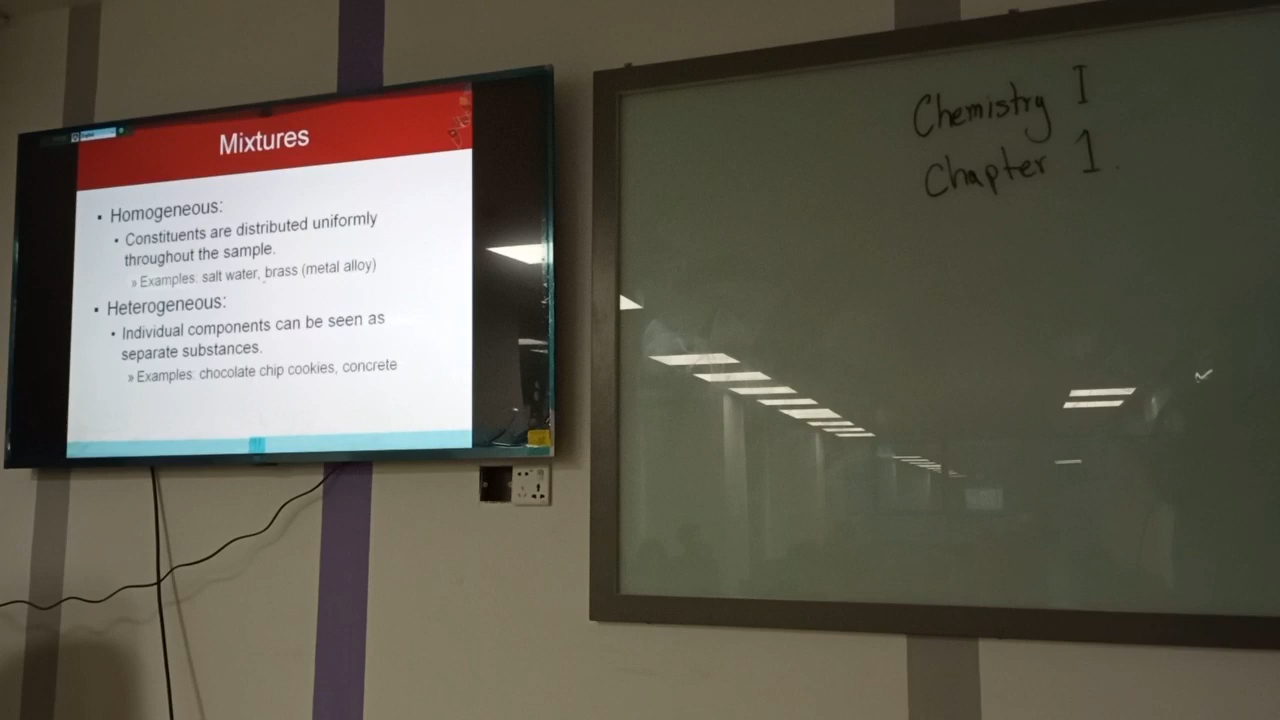 Mixtures
▪ Homogeneous:
• Constituents are distributed uniformly
throughout the sample.
» Examples: salt water, brass (metal alloy)
▪ Heterogeneous:
• Individual components can be seen as
separate substances.
» Examples: chocolate chip cookies, concrete
Chemistry I
Chapter 1.